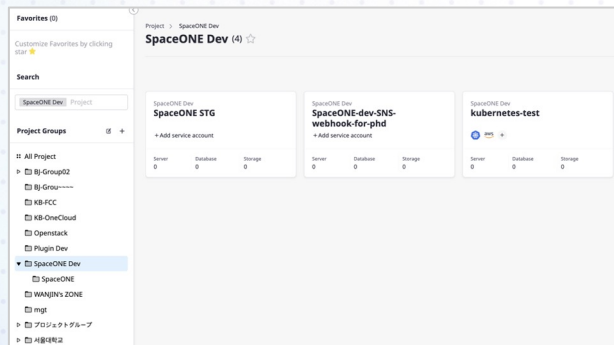 Favorites (0)
Customize Favorites by clicking
star
Search
SpaceONE Dev Project
Project Groups
All Project
BJ-Group02
BJ-Grou~~~~
KB-FCC
KB-OneCloud
Openstack
Plugin Dev
SpaceONE Dev
SpaceONE
WANJIN's ZONE
mgt
プロジェクトグループ
서울대학교
Project > SpaceONE Dev
SpaceONE Dev (4)
SpaceONE Dev
SpaceONE STG
+ Add service account
Server Database Storage
0 0 0
SpaceONE Dev
SpaceONE-dev-SNS-
webhook-for-phd
+ Add service account
Server Database Storage
0 0 0
SpaceONE Dev
kubernetes-test
aws +
Server Database Storage
0 0 0